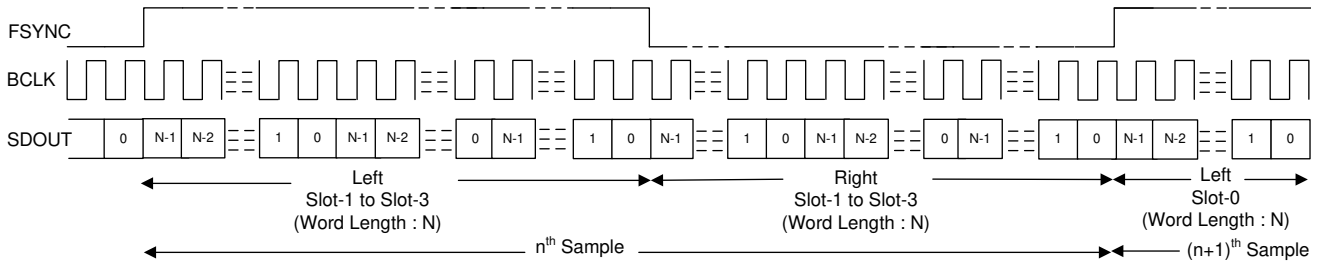 FSYNC
BCLK
SDOUT
0 N-1 N-2 1 0 N-1 N-2 0 N-1 1 0 N-1 1 0 N-1 N-2 0 N-1 1 0 N-1 N-2 1 0
Left
Slot-1 to Slot-3
(Word Length : N)
Right
Slot-1 to Slot-3
(Word Length : N)
Left
Slot-0
(Word Length : N)
nth Sample
(n+1)th Sample